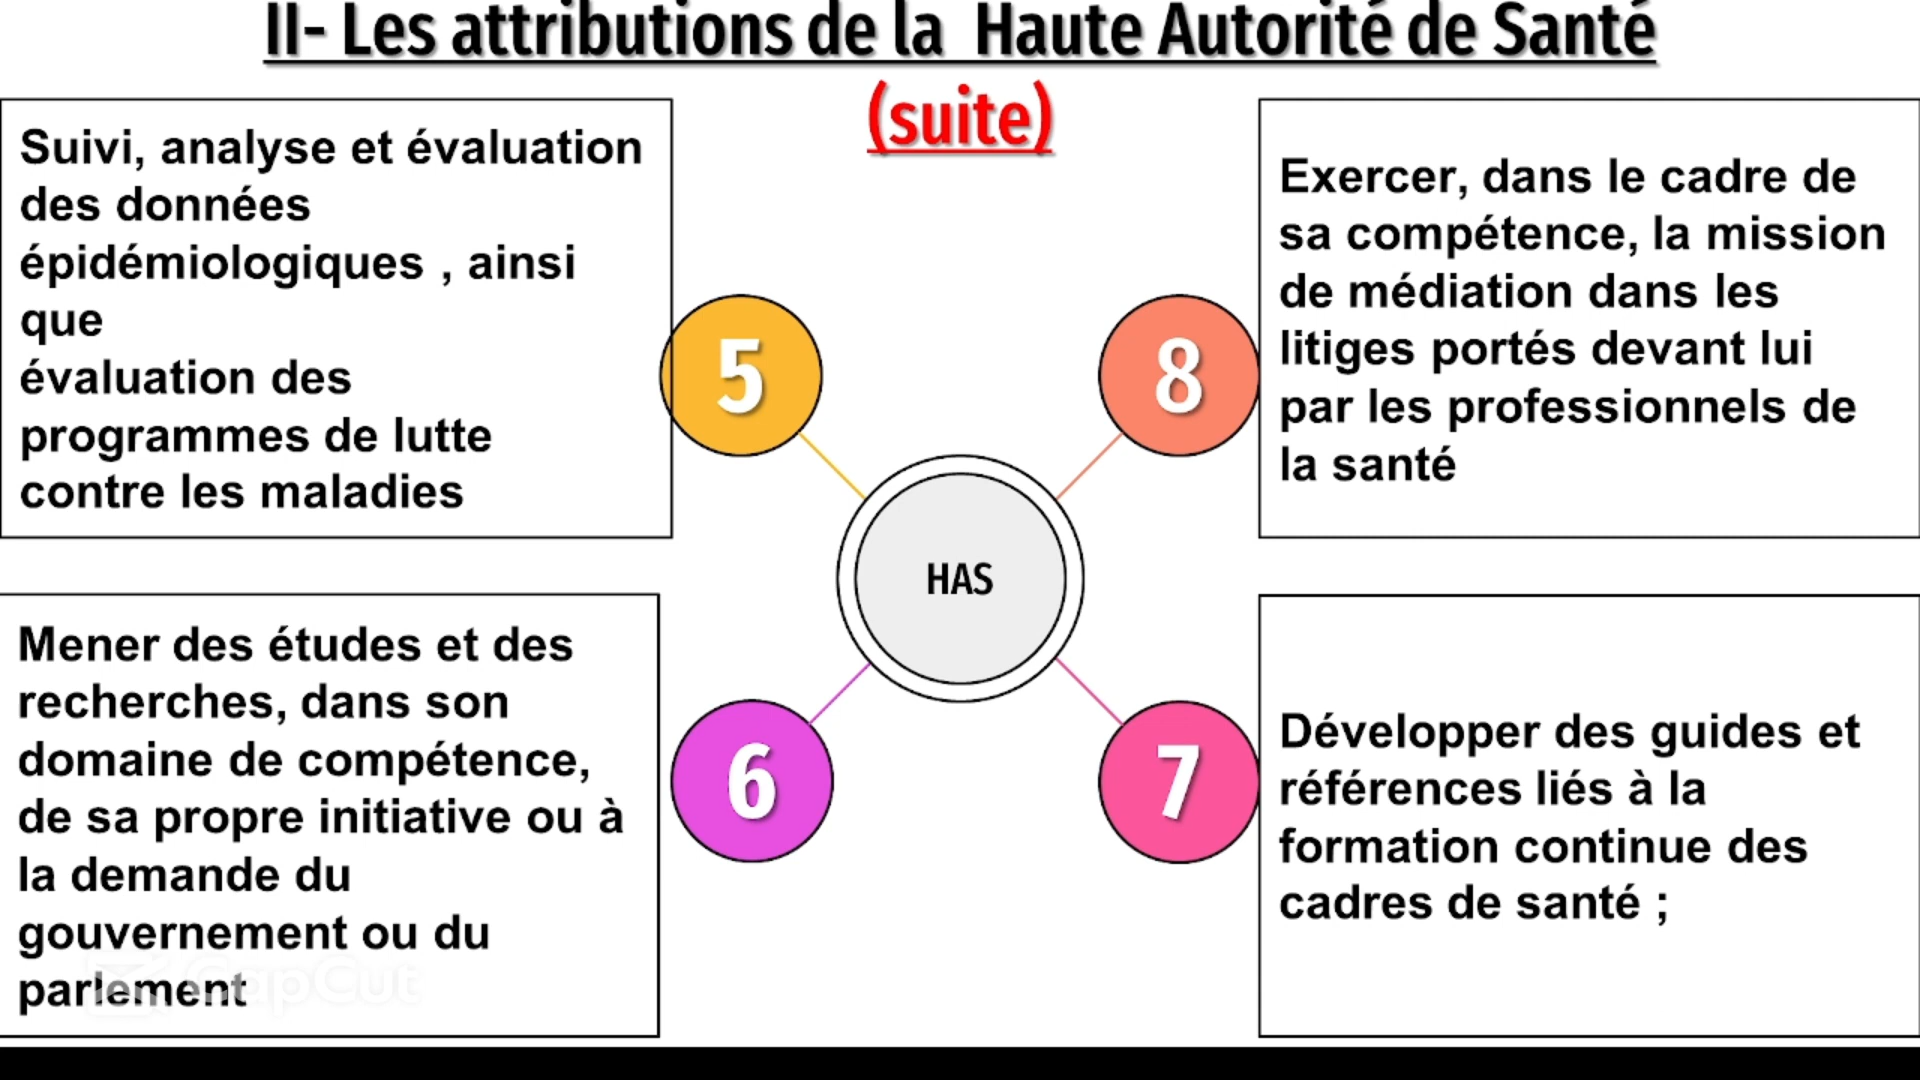 II- Les attributions de la Haute Autorité de Santé
(suite)
Suivi, analyse et évaluation
des données
épidémiologiques , ainsi
que
évaluation des
programmes de lutte
contre les maladies
5
Mener des études et des
recherches, dans son
domaine de compétence,
de sa propre initiative ou à
la demande du
gouvernement ou du
parlement
CapCut
6
HAS
8
Exercer, dans le cadre de
sa compétence, la mission
de médiation dans les
litiges portés devant lui
par les professionnels de
la santé
7
Développer des guides et
références liés à la
formation continue des
cadres de santé ;